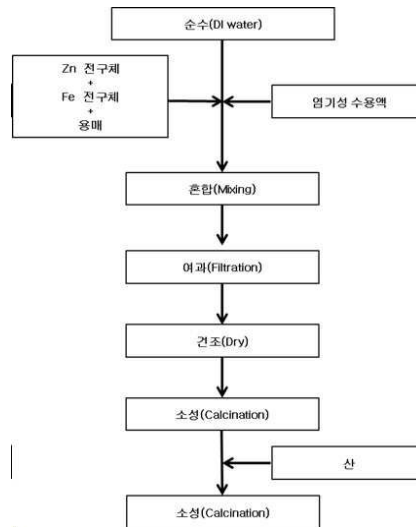 순수(DI water)
Zn 전구체
+
Fe 전구체
+
용매
염기성 수용액
혼합(Mixing)
여과(Filtration)
건조(Dry)
소성(Calcination)
산
소성(Calcination)